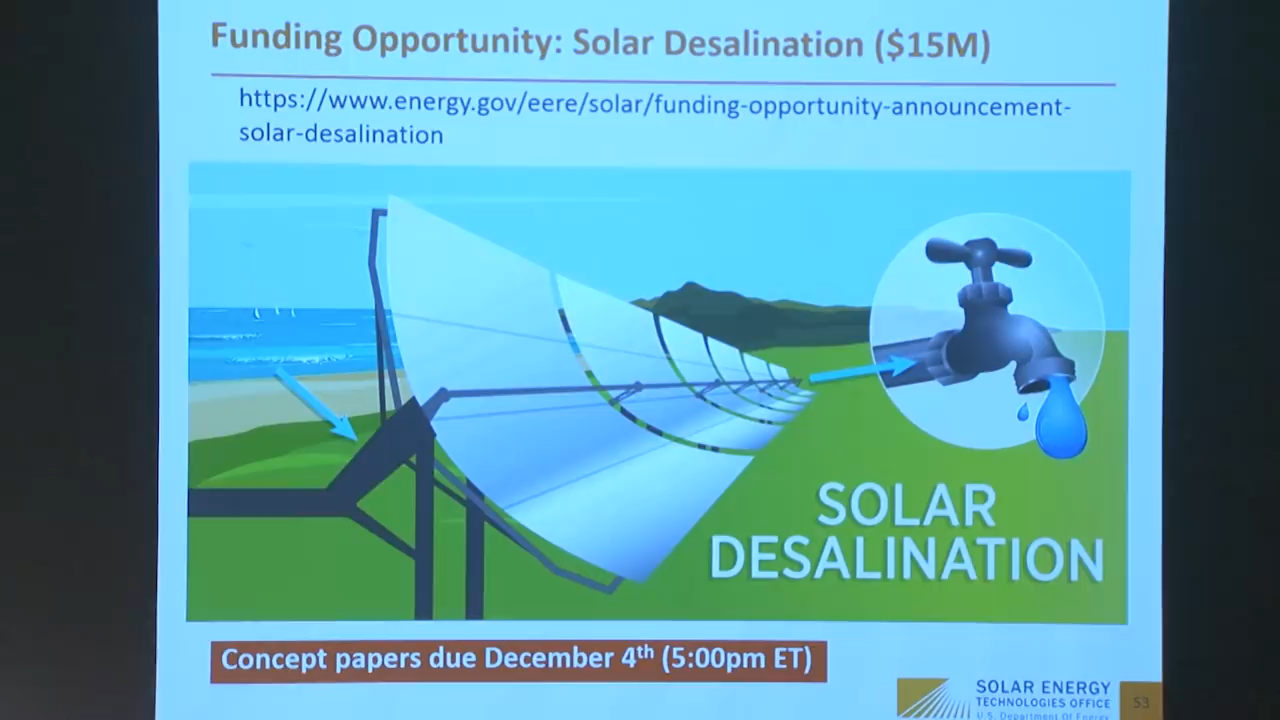 Funding Opportunity: Solar Desalination ($15M)
https://www.energy.gov/eere/solar/funding-opportunity-announcement-
solar-desalination
SOLAR
DESALINATION
Concept papers due December 4th (5:00pm ET)
SOLAR ENERGY
TECHNOLOGIES OFFICE
U.S. Department Of Energy
53